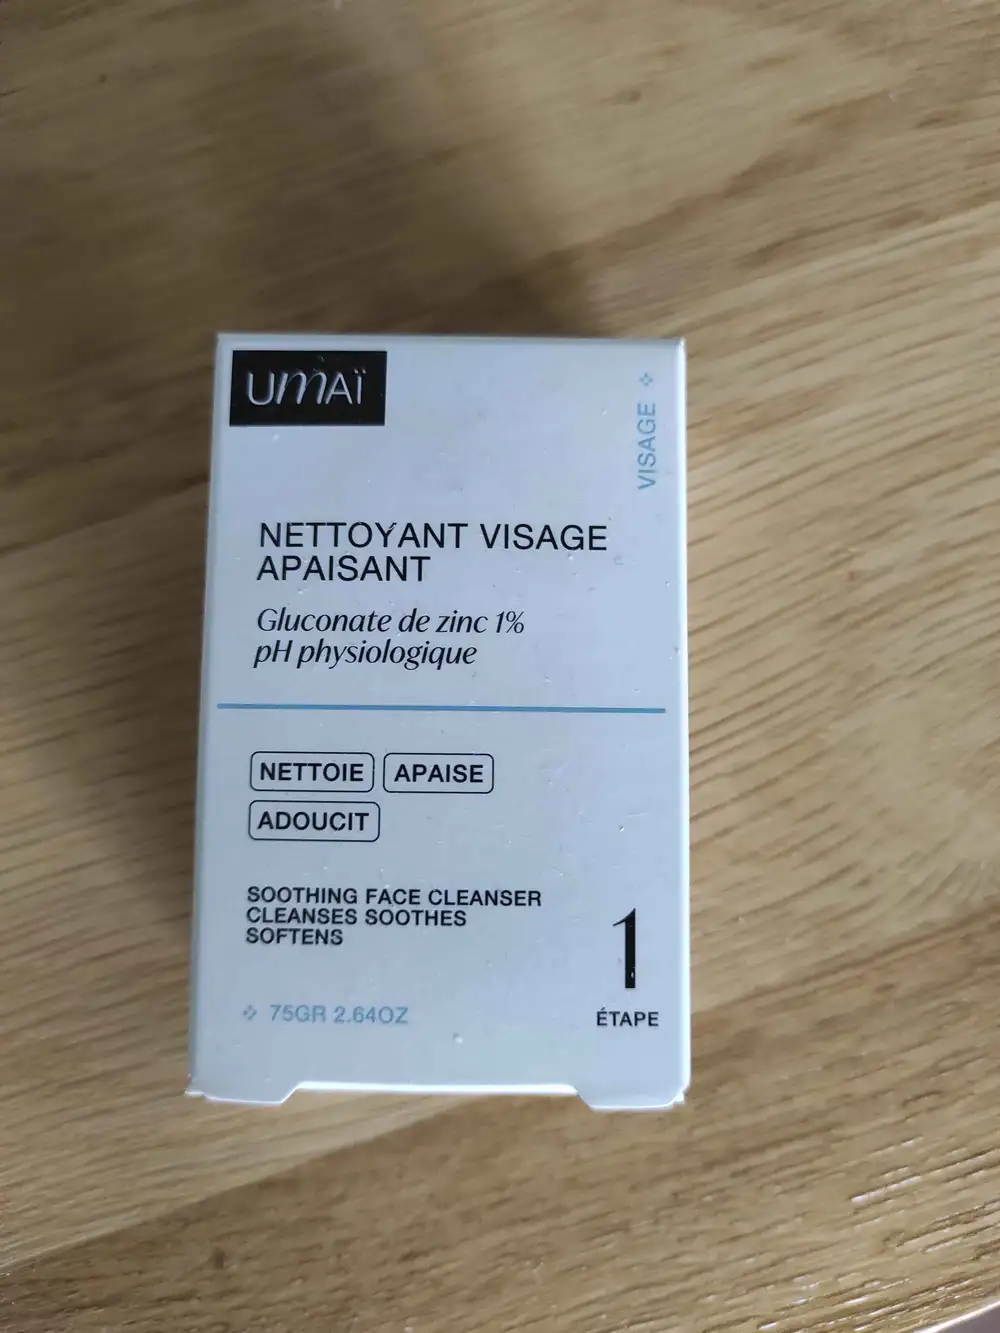 UMAÏ
VISAGE
NETTOYANT VISAGE
APAISANT
Gluconate de zinc 1%
pH physiologique
NETTOIE APAISE
ADOUCIT
SOOTHING FACE CLEANSER
CLEANSES SOOTHES
SOFTENS
1
ÉTAPE
75GR 2.64OZ